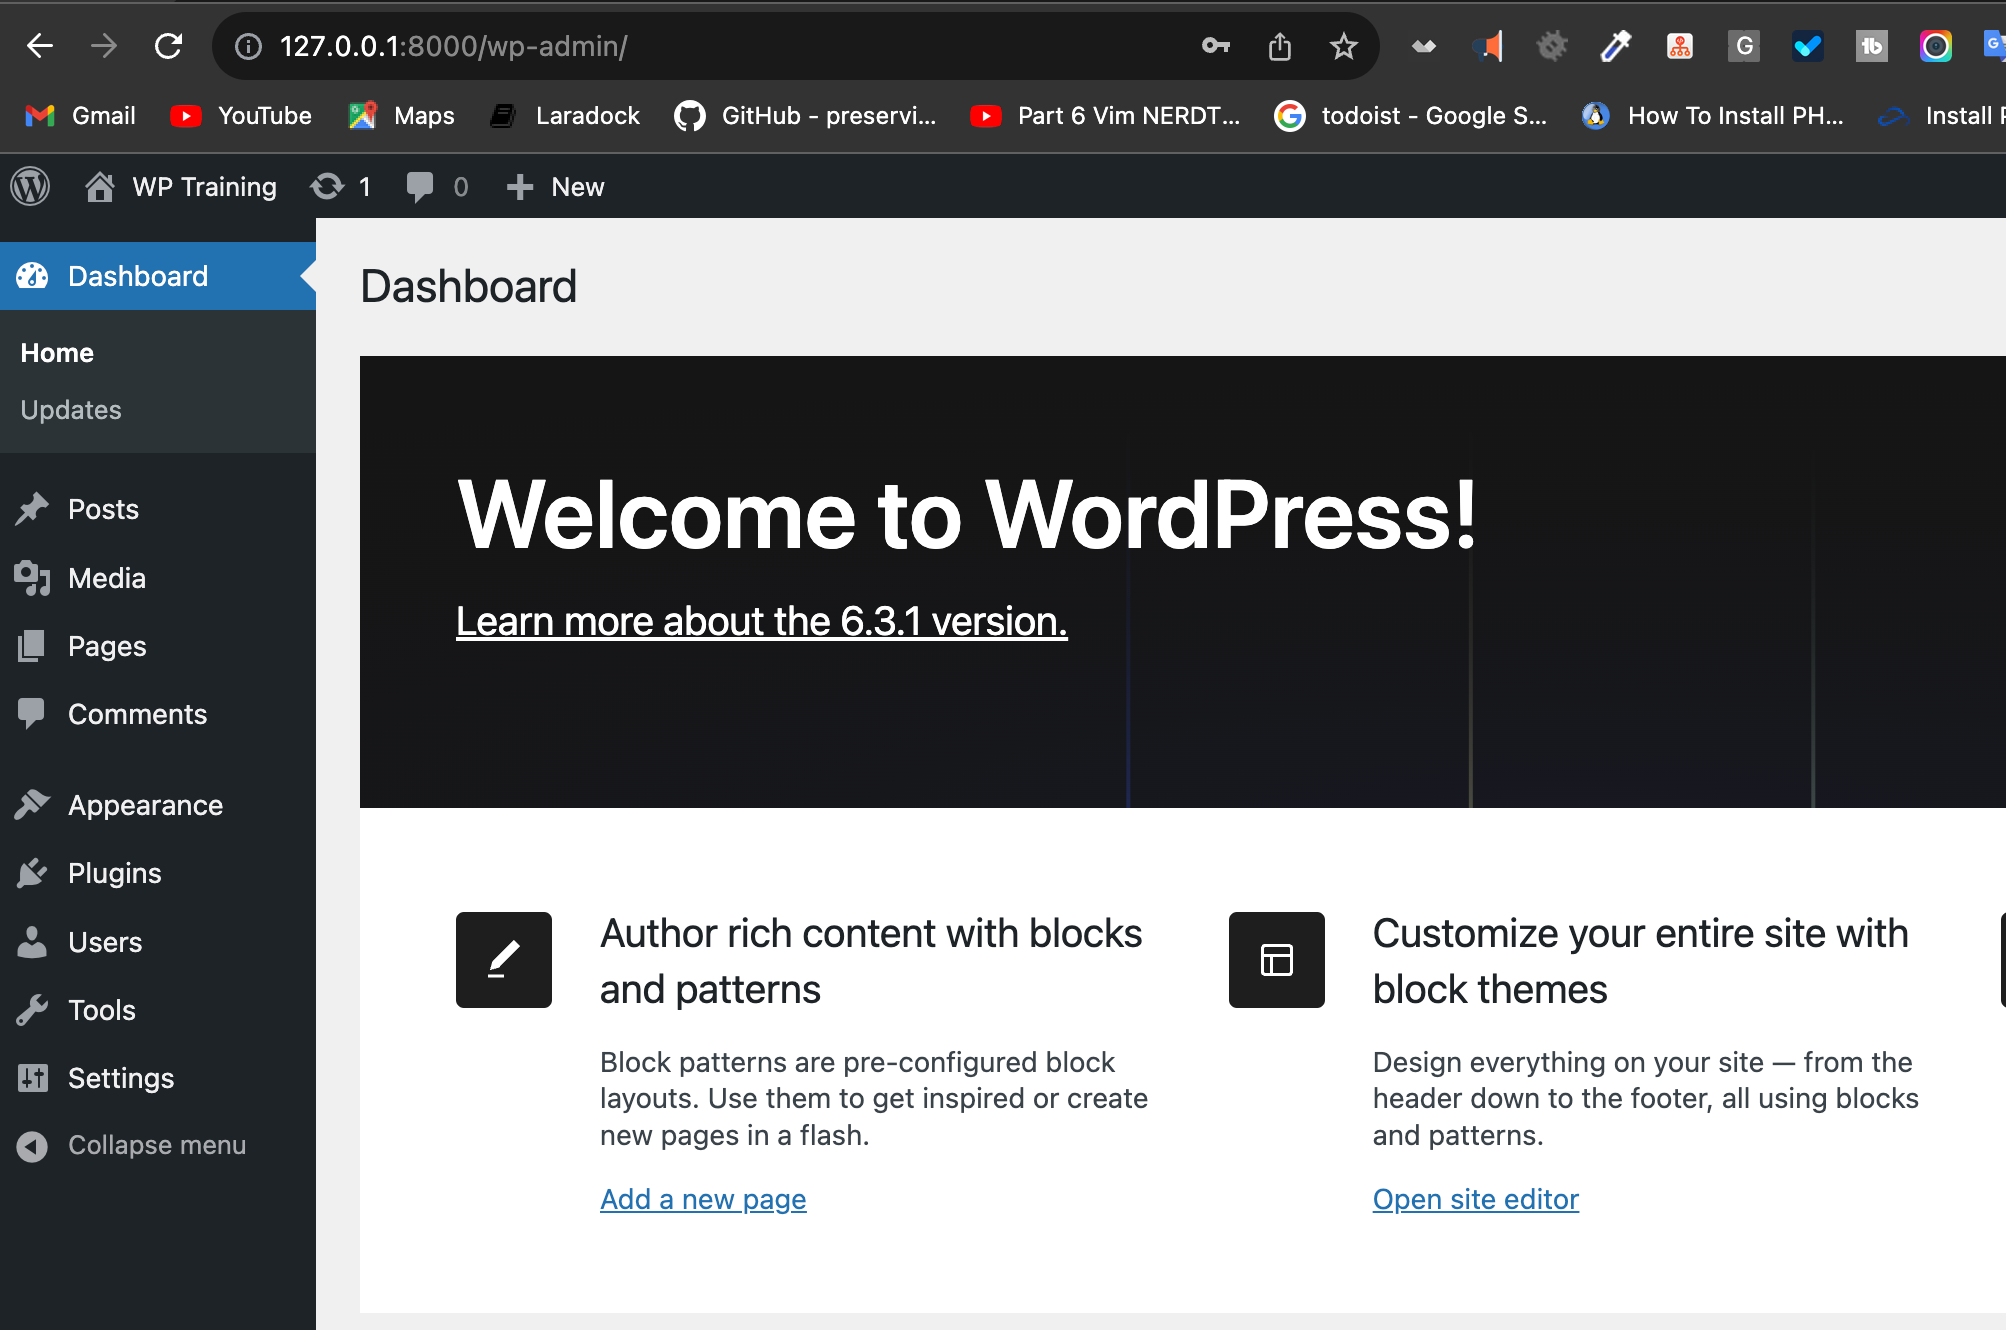 127.0.0.1:8000/wp-admin/
Gmail YouTube Maps Laradock GitHub - preservi... Part 6 Vim NERDT... todoist - Google S... How To Install PH... Install
WP Training 1 0 New
Dashboard
Home
Updates
Posts
Media
Pages
Comments
Appearance
Plugins
Users
Tools
Settings
Collapse menu
Dashboard
Welcome to WordPress!
Learn more about the 6.3.1 version.
Author rich content with blocks
and patterns
Block patterns are pre-configured block
layouts. Use them to get inspired or create
new pages in a flash.
Add a new page
Customize your entire site with
block themes
Design everything on your site — from the
header down to the footer, all using blocks
and patterns.
Open site editor